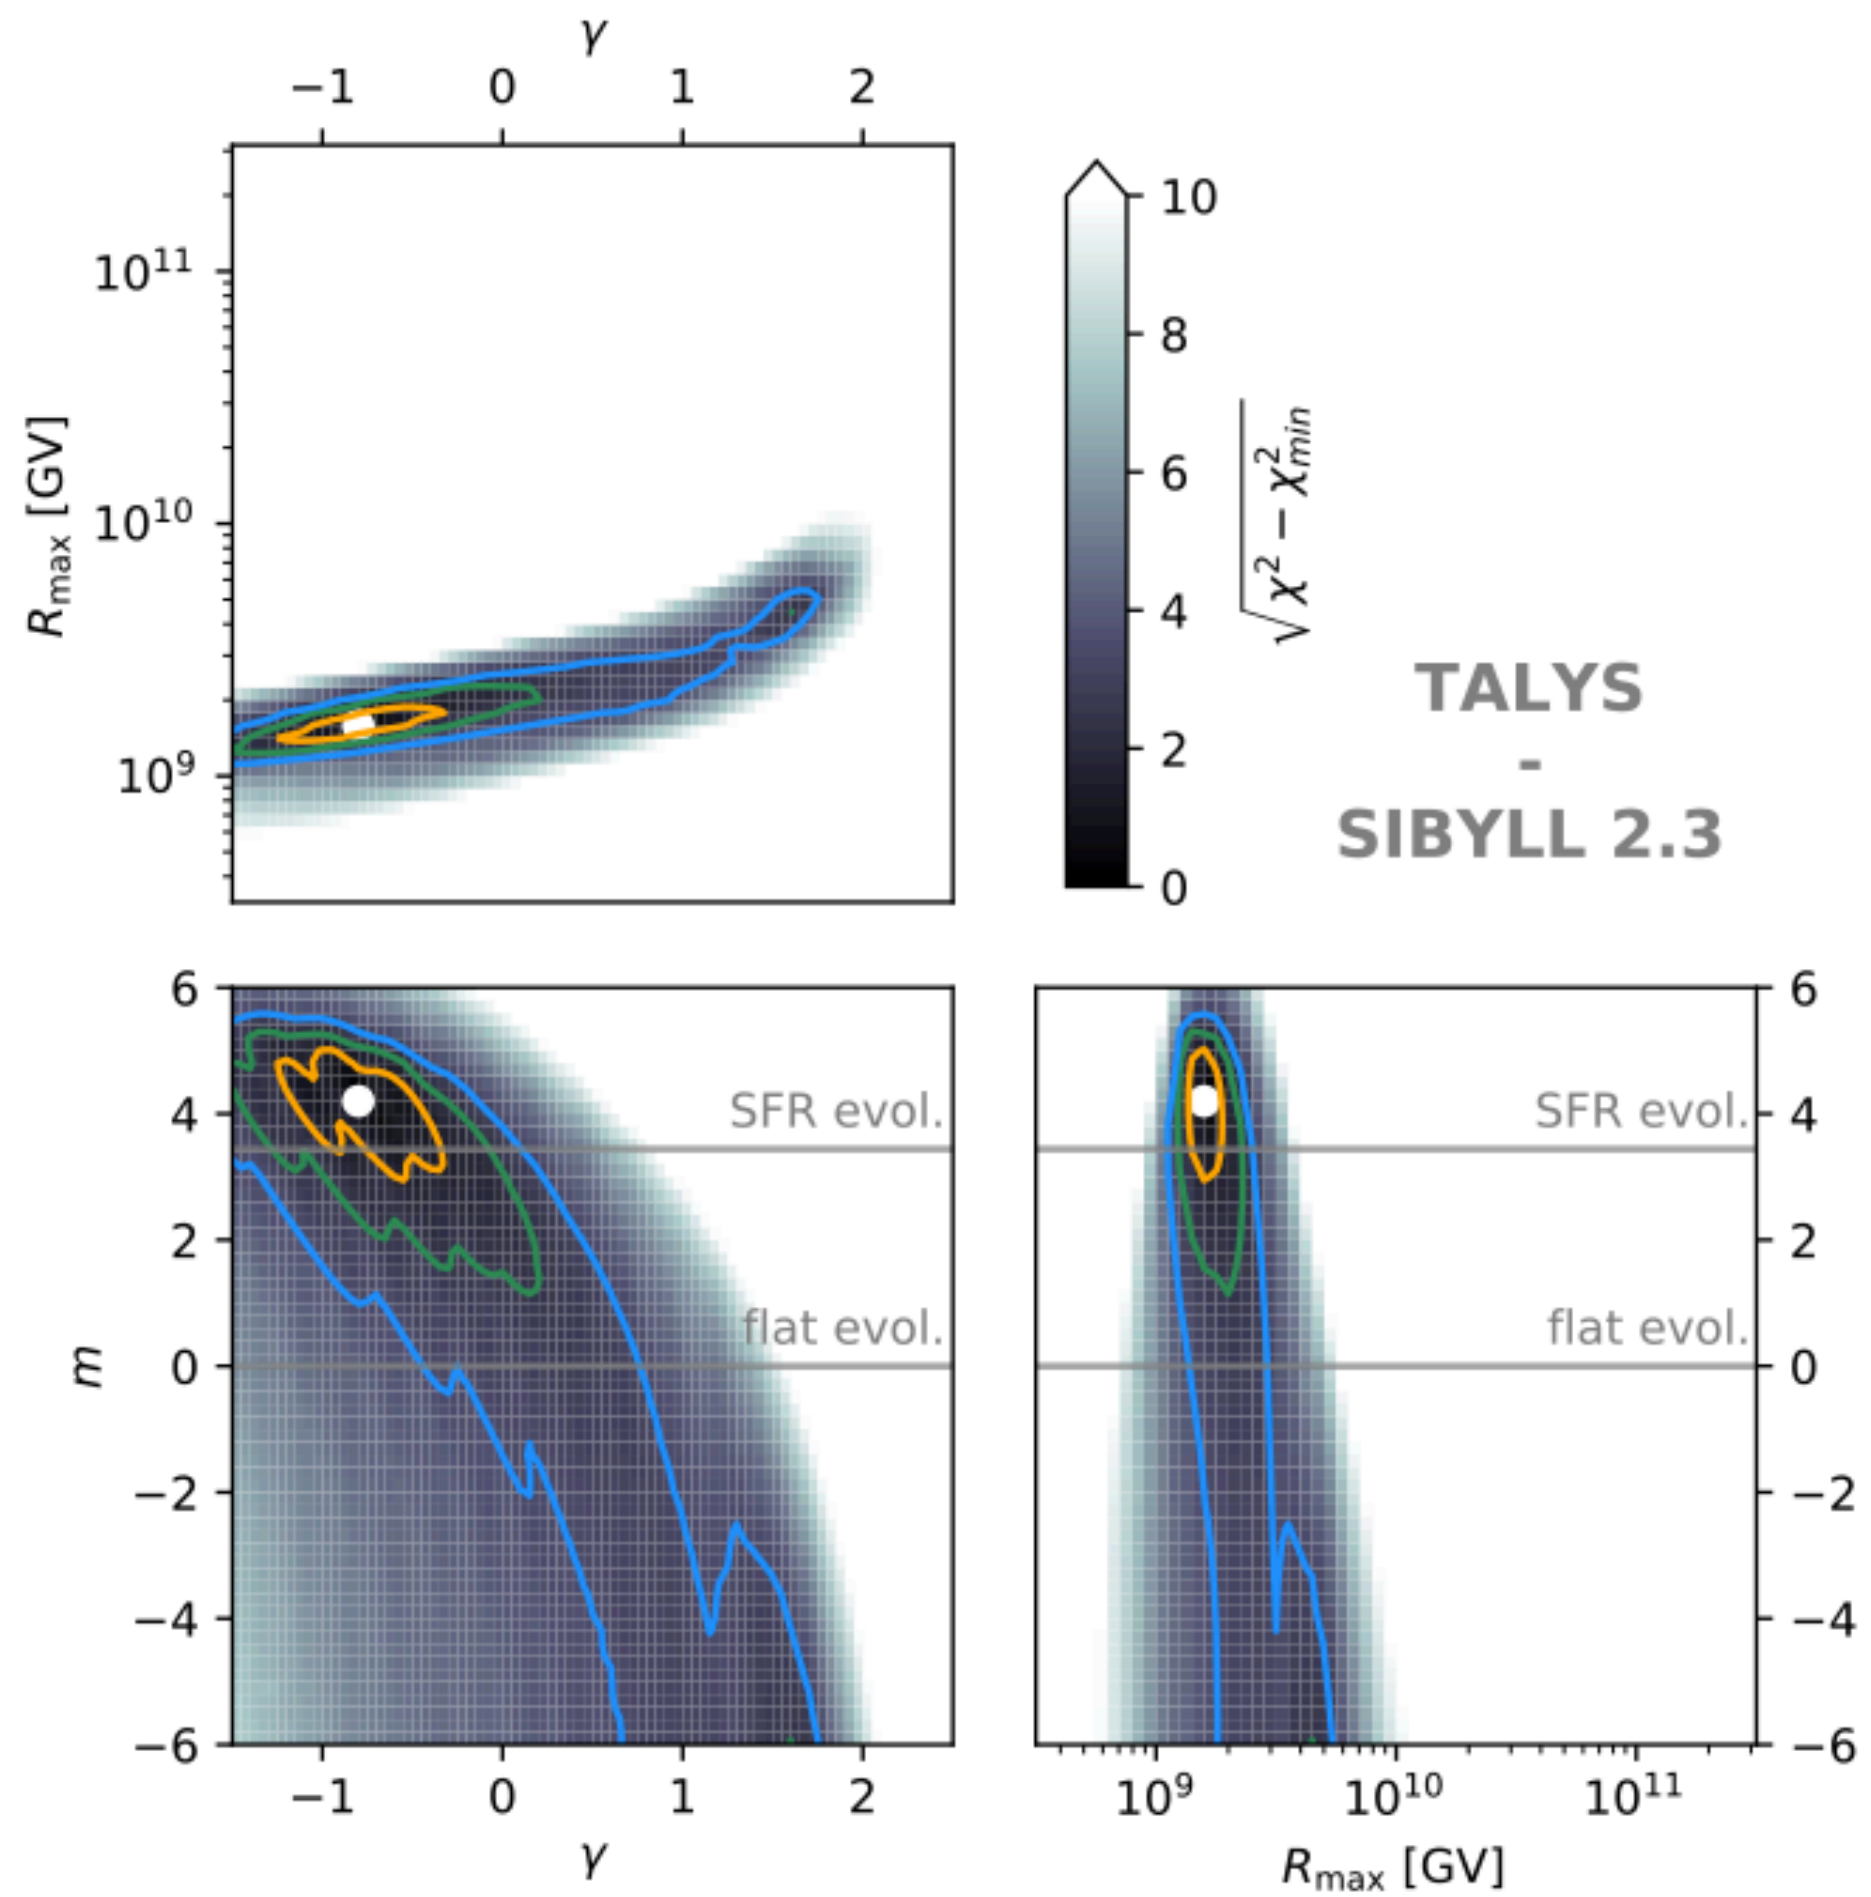 γ
−1 0 1 2
10¹¹
10¹⁰
10⁹
R_max [GV]
10
8
6
4
2
0
√(χ² − χ²_min)
TALYS
-
SIBYLL 2.3
6
4
2
0
−2
−4
−6
m
SFR evol.
flat evol.
−1 0 1 2
γ
SFR evol.
flat evol.
6
4
2
0
−2
−4
−6
10⁹ 10¹⁰ 10¹¹
R_max [GV]